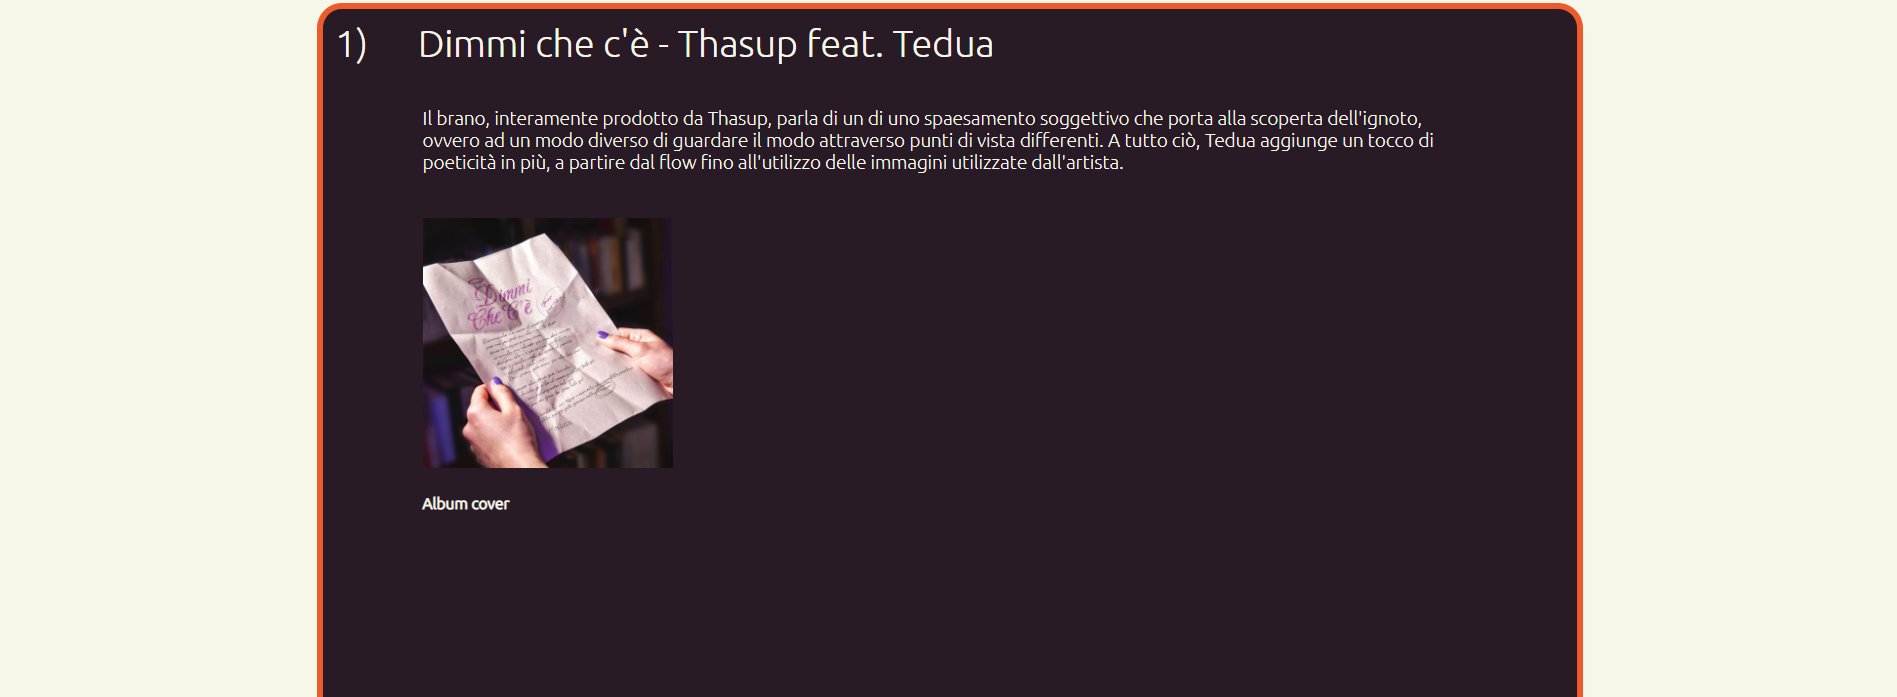 1) Dimmi che c'è - Thasup feat. Tedua
Il brano, interamente prodotto da Thasup, parla di un di uno spaesamento soggettivo che porta alla scoperta dell'ignoto,
ovvero ad un modo diverso di guardare il modo attraverso punti di vista differenti. A tutto ciò, Tedua aggiunge un tocco di
poeticità in più, a partire dal flow fino all'utilizzo delle immagini utilizzate dall'artista.
Dimmi
Che C'è
Album cover